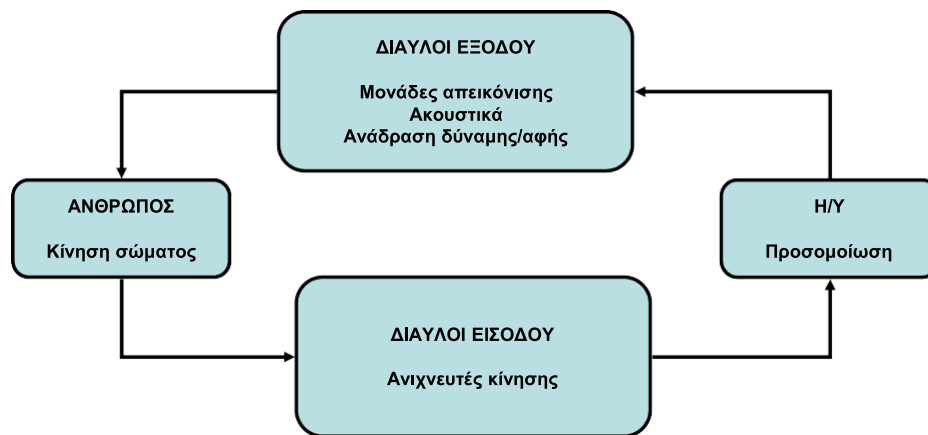 ΔΙΑΥΛΟΙ ΕΞΟΔΟΥ
Μονάδες απεικόνισης
Ακουστικά
Ανάδραση δύναμης/αφής
ΑΝΘΡΩΠΟΣ
Κίνηση σώματος
Η/Υ
Προσομοίωση
ΔΙΑΥΛΟΙ ΕΙΣΟΔΟΥ
Ανιχνευτές κίνησης